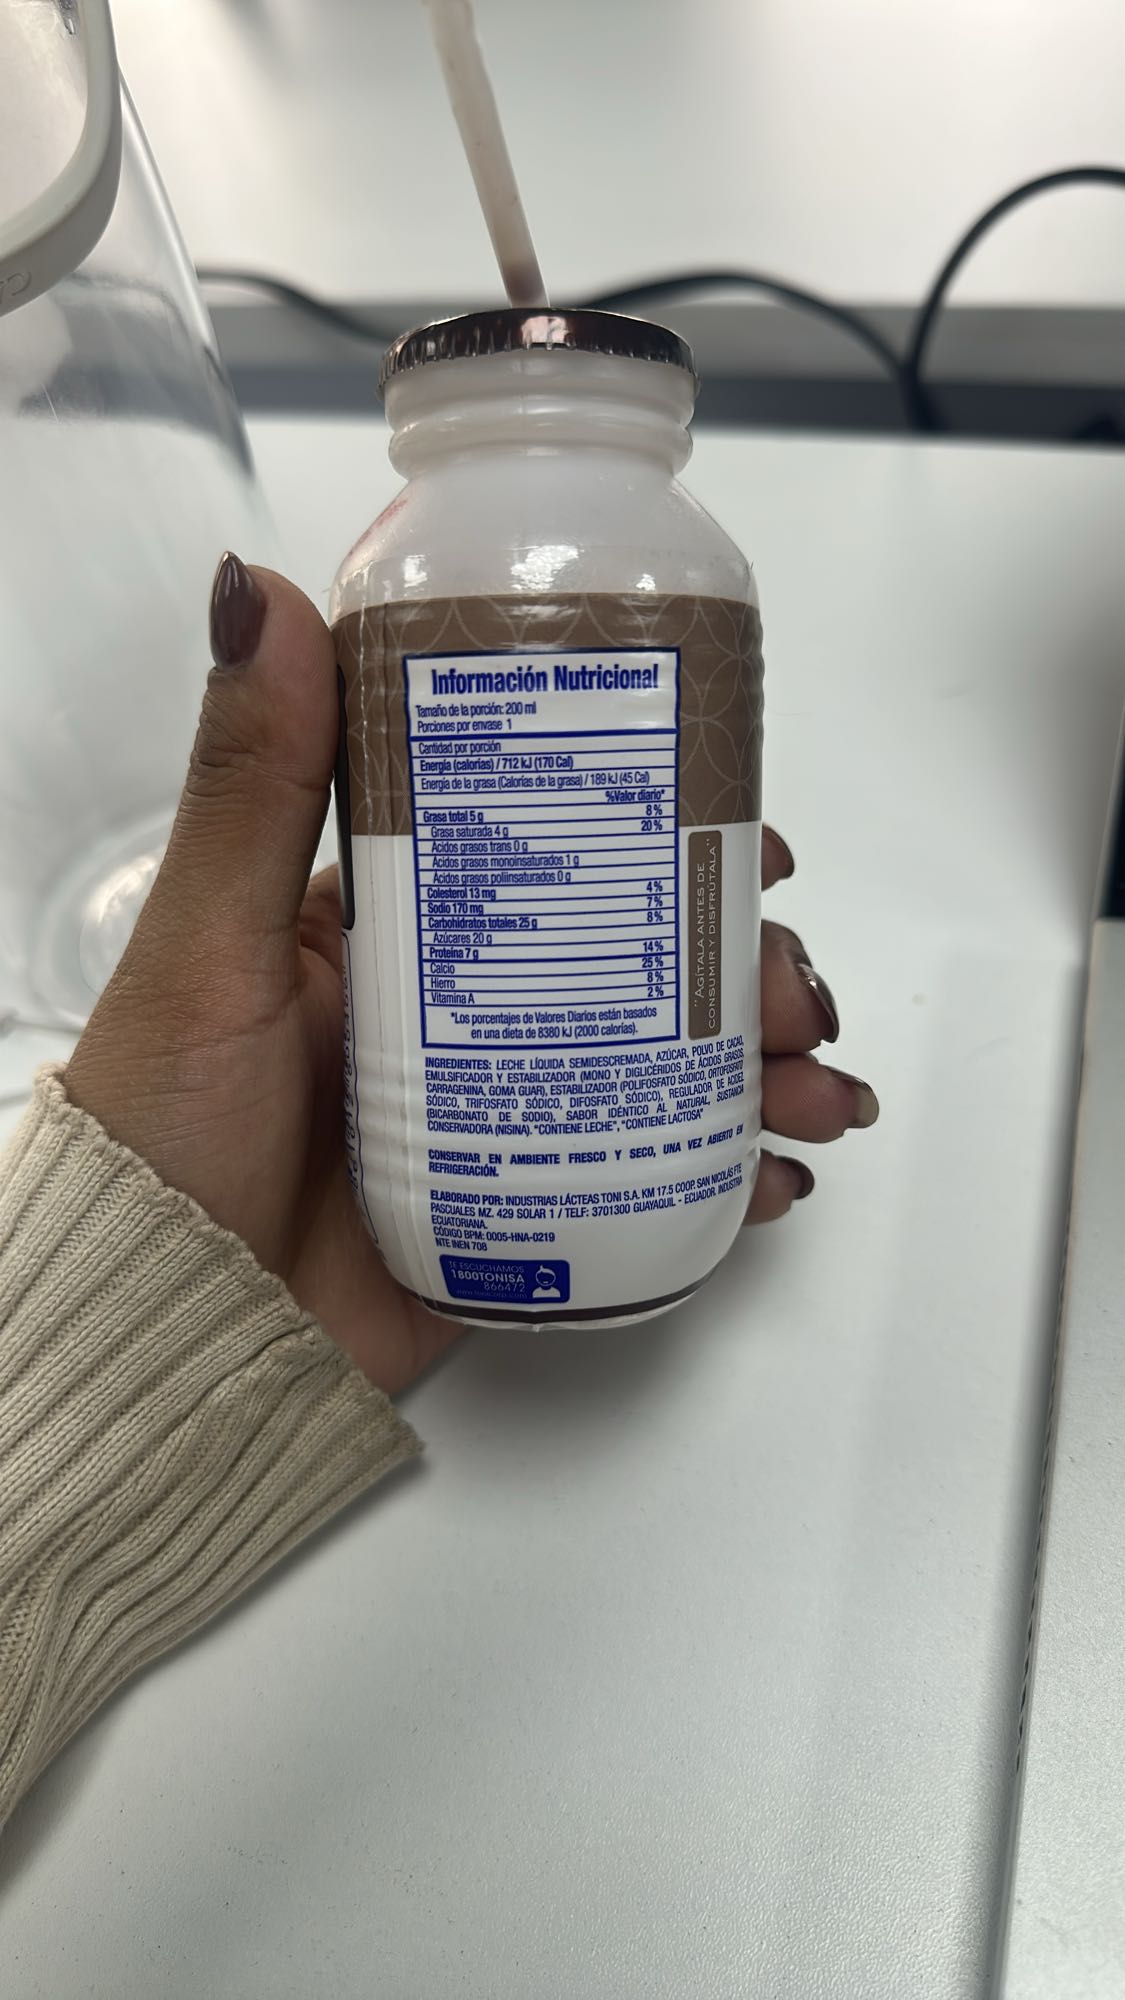 Información Nutricional
Tamaño de la porción: 200 ml
Porciones por envase 1
Cantidad por porción
Energía (calorías) / 712 kJ (170 Cal)
Energía de la grasa (Calorías de la grasa) / 189 kJ (45 Cal)
%Valor diario*
Grasa total 5 g 8%
Grasa saturada 4 g 20%
Ácidos grasos trans 0 g
Ácidos grasos monoinsaturados 1 g
Ácidos grasos poliinsaturados 0 g
Colesterol 13 mg 4%
Sodio 170 mg 7%
Carbohidratos totales 25 g 8%
Azúcares 20 g
Proteína 7 g 14%
Calcio 25%
Hierro 8%
Vitamina A 2%
*Los porcentajes de Valores Diarios están basados
en una dieta de 8380 kJ (2000 calorías).
"AGÍTALA ANTES DE
CONSUMIR Y DISFRÚTALA"
INGREDIENTES: LECHE LÍQUIDA SEMIDESCREMADA, AZÚCAR, POLVO DE CACAO,
EMULSIFICADOR Y ESTABILIZADOR (MONO Y DIGLICÉRIDOS DE ÁCIDOS GRASOS,
CARRAGENINA, GOMA GUAR), ESTABILIZADOR (POLIFOSFATO SÓDICO, ORTOFOSFATO
SÓDICO, TRIFOSFATO SÓDICO, DIFOSFATO SÓDICO), REGULADOR DE ACIDEZ
(BICARBONATO DE SODIO), SABOR IDÉNTICO AL NATURAL, SUSTANCIA
CONSERVADORA (NISINA). "CONTIENE LECHE", "CONTIENE LACTOSA"
CONSERVAR EN AMBIENTE FRESCO Y SECO, UNA VEZ ABIERTO EN
REFRIGERACIÓN.
ELABORADO POR: INDUSTRIAS LÁCTEAS TONI S.A. KM 17.5 COOP. SAN NICOLÁS FTE
PASCUALES MZ. 429 SOLAR 1 / TELF: 3701300 GUAYAQUIL - ECUADOR. INDUSTRIA
ECUATORIANA.
CÓDIGO BPM: 0005-HNA-0219
NTE INEN 708
TE ESCUCHAMOS
1800TONISA
866472